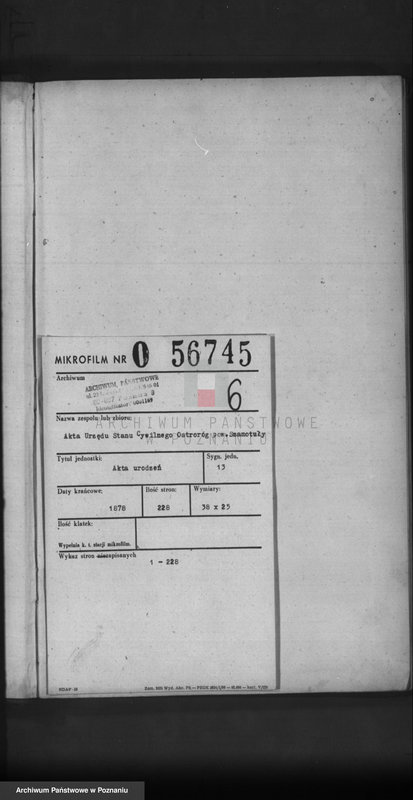 MIKROFILM NR 0 56745
Archiwum
ARCHIWUM PAŃSTWOWE
6
Nazwa zespołu lub zbioru:
ARCHIWUM PAŃSTWOWE
W POZNANIU
Akta Urzędu Stanu Cywilnego Ostroróg pow. Szamotuły
Tytuł jednostki:
Akta urodzeń
Sygn. jedn.
13
Daty krańcowe:
1878
Ilość stron:
228
Wymiary:
38 x 25
Ilość klatek:
Wypełnia k. t. stacji mikrofilm.
Wykaz stron niezapisanych
1 - 228
Archiwum Państwowe w Poznaniu